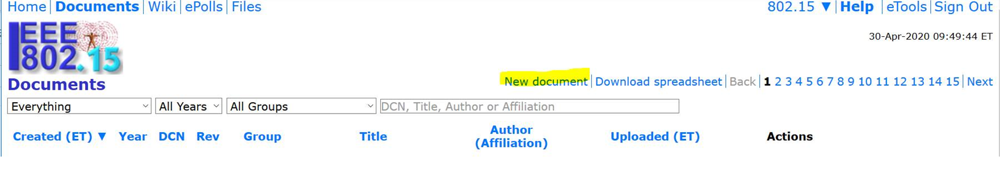 Home | Documents | Wiki | ePolls | Files 802.15 ▼ | Help | eTools | Sign Out
IEEE
802.15
30-Apr-2020 09:49:44 ET
Documents New document | Download spreadsheet | Back | 1 2 3 4 5 6 7 8 9 10 11 12 13 14 15 | Next
Everything All Years All Groups DCN, Title, Author or Affiliation
Created (ET) ▼ Year DCN Rev Group Title Author (Affiliation) Uploaded (ET) Actions